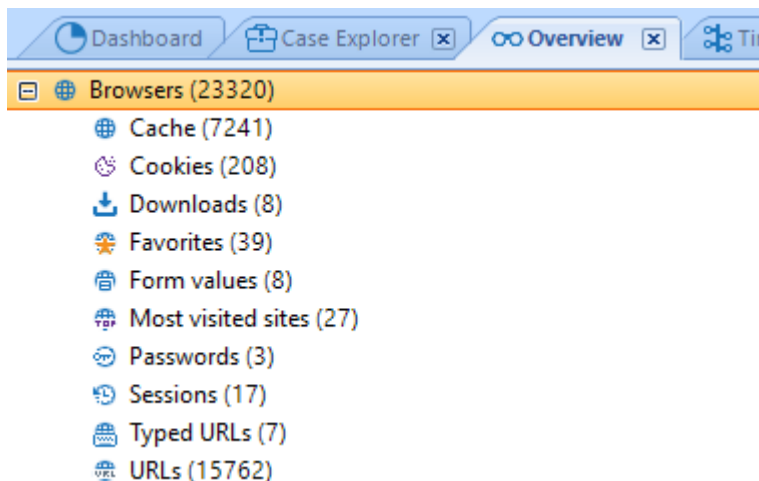 Dashboard Case Explorer Overview Ti
Browsers (23320)
Cache (7241)
Cookies (208)
Downloads (8)
Favorites (39)
Form values (8)
Most visited sites (27)
Passwords (3)
Sessions (17)
Typed URLs (7)
URLs (15762)